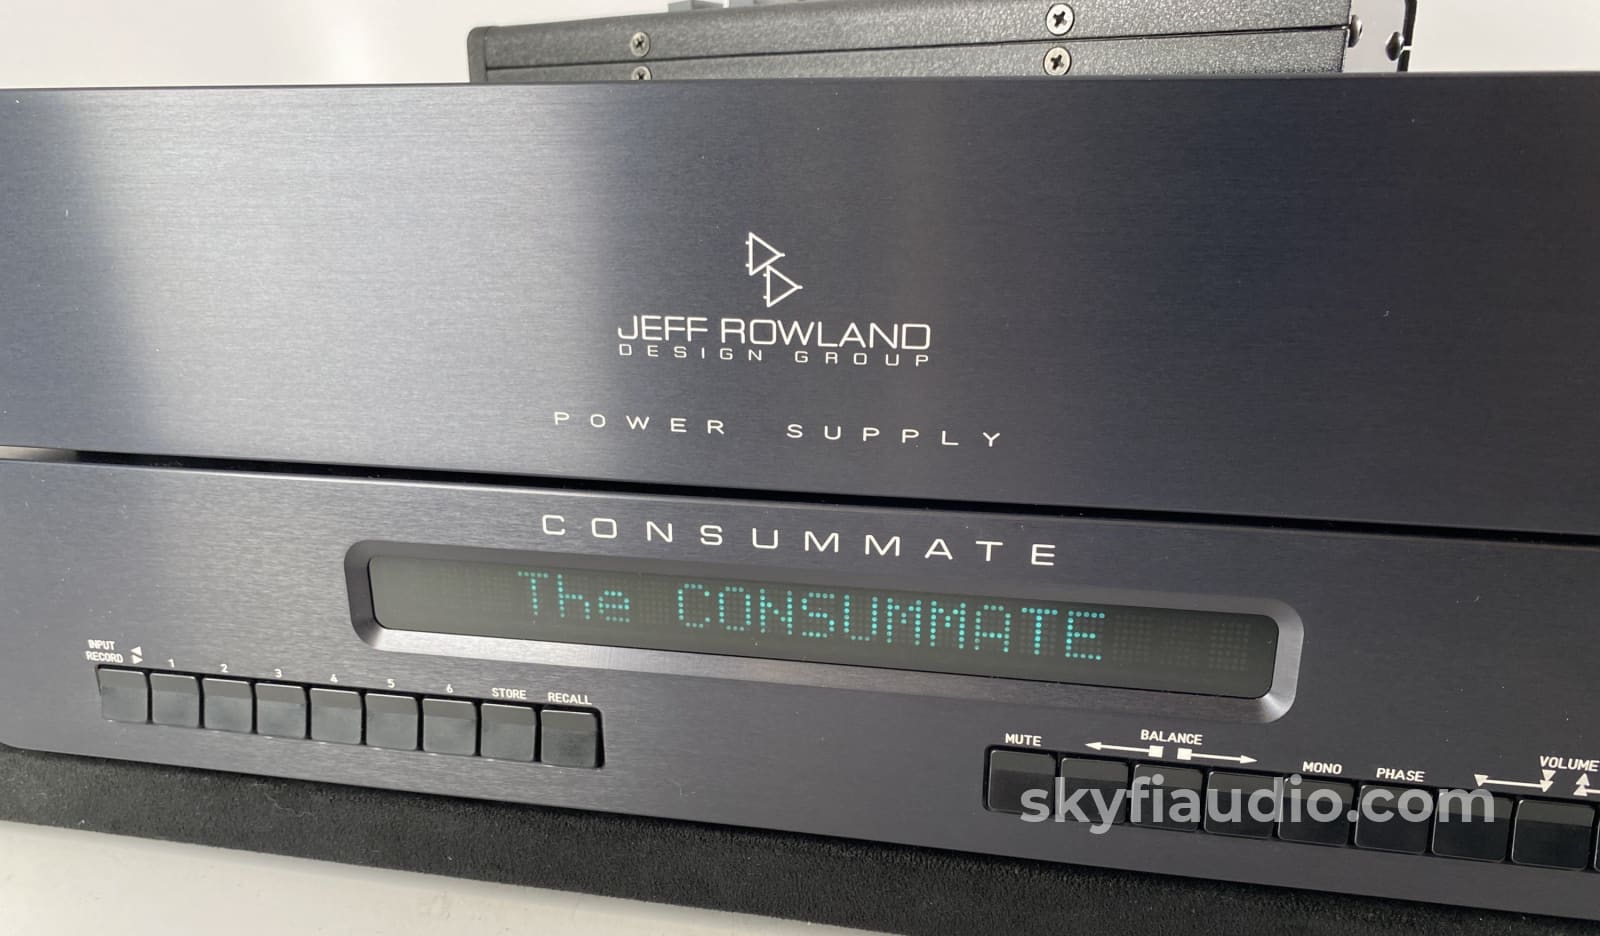 JEFF ROWLAND
DESIGN GROUP
POWER SUPPLY
CONSUMMATE
The CONSUMMATE
INPUT
RECORD
1 2 3 4 5 6 STORE RECALL
MUTE
BALANCE
MONO
PHASE
VOLUME
skyfiaudio.com